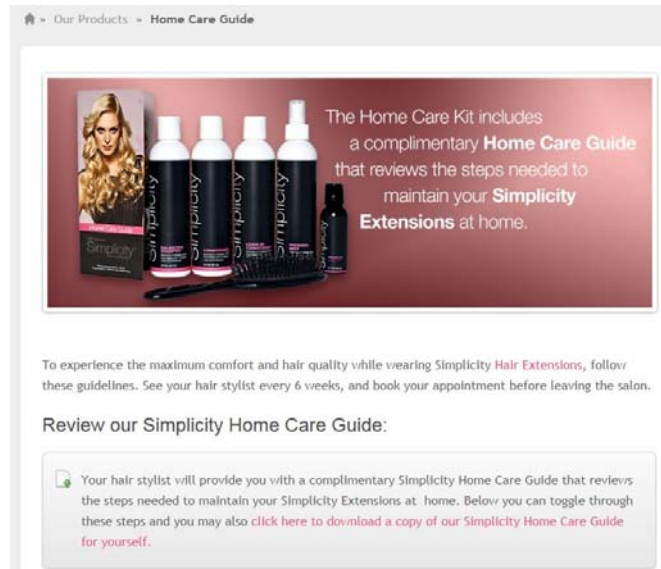 Our Products » Home Care Guide
The Home Care Kit includes
a complimentary Home Care Guide
that reviews the steps needed to
maintain your Simplicity
Extensions at home.
Home Care Guide
Simplicity
Simplicity
Simplicity
Simplicity
Simplicity
Simplicity
To experience the maximum comfort and hair quality while wearing Simplicity Hair Extensions, follow
these guidelines. See your hair stylist every 6 weeks, and book your appointment before leaving the salon.
Review our Simplicity Home Care Guide:
Your hair stylist will provide you with a complimentary Simplicity Home Care Guide that reviews
the steps needed to maintain your Simplicity Extensions at home. Below you can toggle through
these steps and you may also click here to download a copy of our Simplicity Home Care Guide
for yourself.